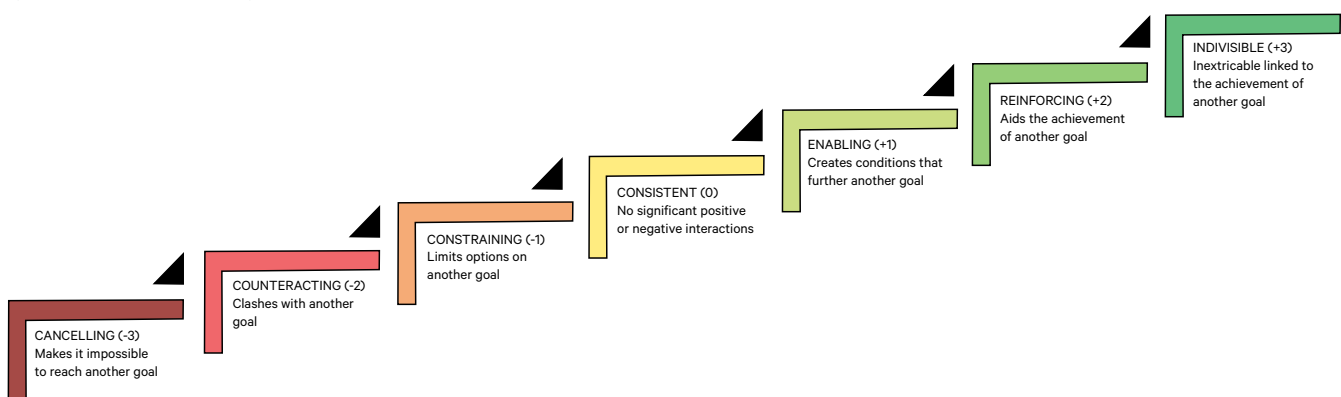 CANCELLING (-3)
Makes it impossible
to reach another goal
COUNTERACTING (-2)
Clashes with another
goal
CONSTRAINING (-1)
Limits options on
another goal
CONSISTENT (0)
No significant positive
or negative interactions
ENABLING (+1)
Creates conditions that
further another goal
REINFORCING (+2)
Aids the achievement
of another goal
INDIVISIBLE (+3)
Inextricable linked to
the achievement of
another goal